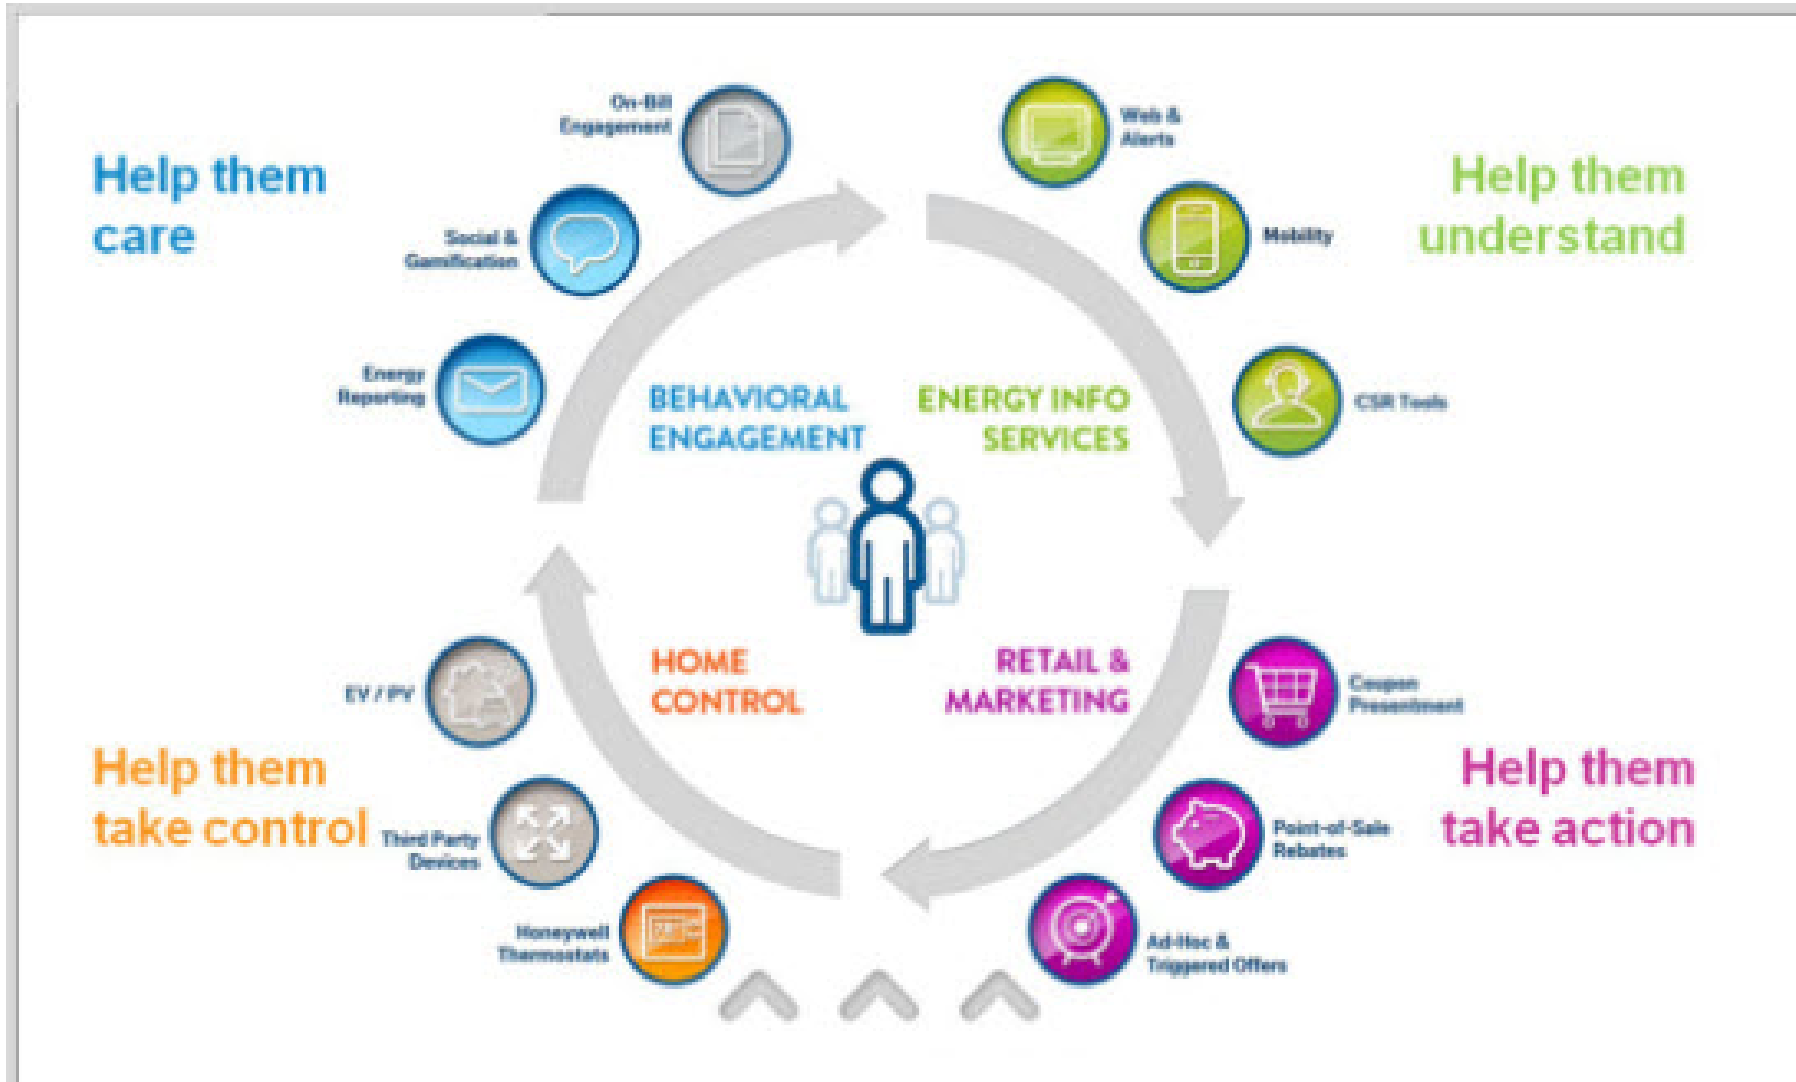 On-Bill
Engagement
Web &
Alerts
Help them
care
Help them
understand
Social &
Gamification
Mobility
Energy
Reporting
BEHAVIORAL
ENGAGEMENT
ENERGY INFO
SERVICES
CSR Tools
EV / PV
HOME
CONTROL
RETAIL &
MARKETING
Coupon
Presentment
Help them
take control
Help them
take action
Third Party
Devices
Point-of-Sale
Rebates
Honeywell
Thermostats
Ad-Hoc &
Triggered Offers